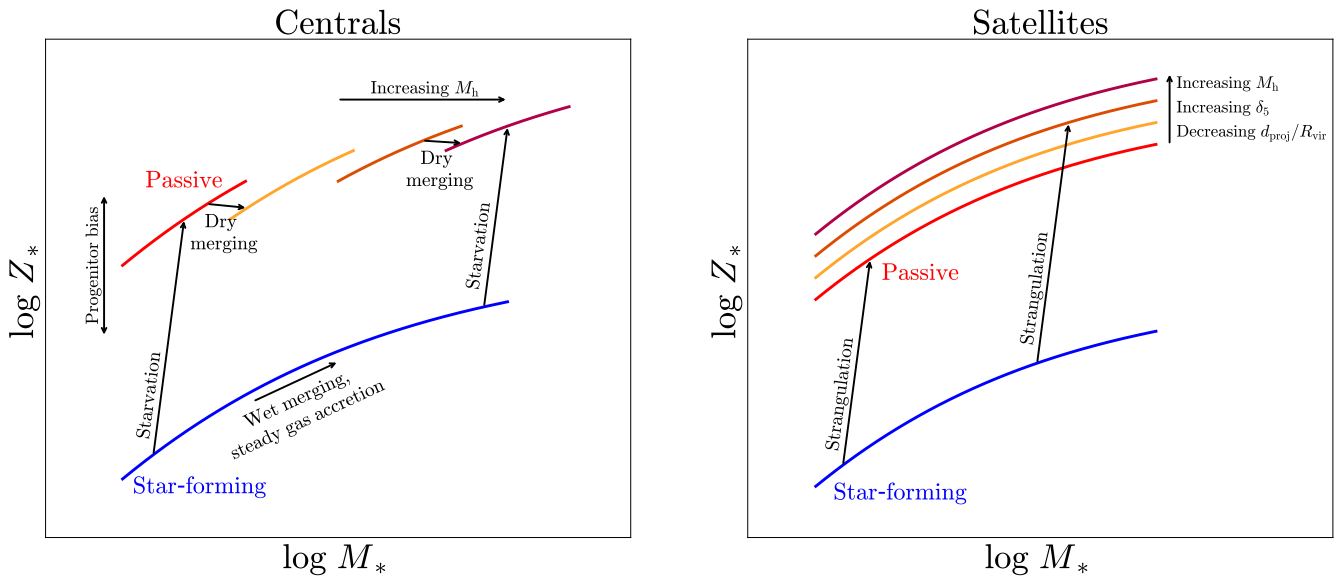 Centrals
Increasing M_h
Dry
merging
Passive
Dry
merging
Progenitor bias
Starvation
Starvation
Wet merging,
steady gas accretion
Star-forming
log Z_*
log M_*
Satellites
Increasing M_h
Increasing δ_5
Decreasing d_proj/R_vir
Passive
Strangulation
Strangulation
Star-forming
log Z_*
log M_*